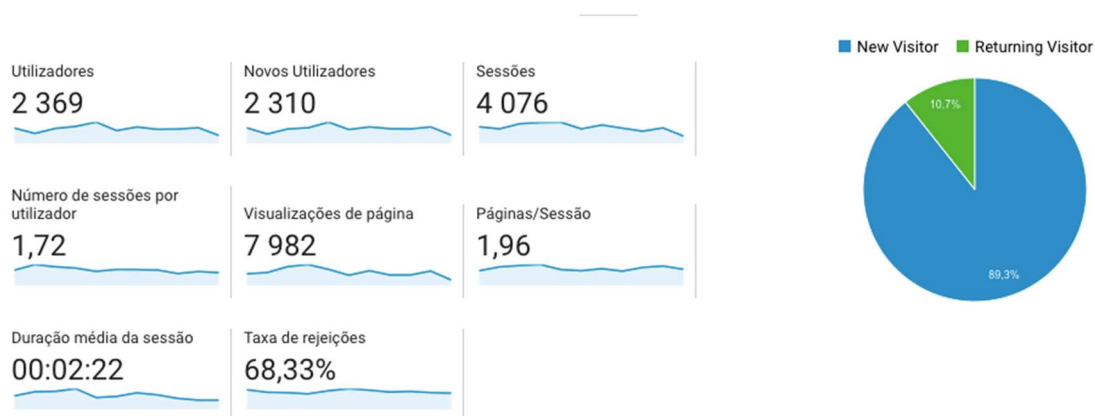 New Visitor
Returning Visitor
Utilizadores
2 369
Novos Utilizadores
2 310
Sessões
4 076
10,7%
89,3%
Número de sessões por
utilizador
1,72
Visualizações de página
7 982
Páginas/Sessão
1,96
Duração média da sessão
00:02:22
Taxa de rejeições
68,33%